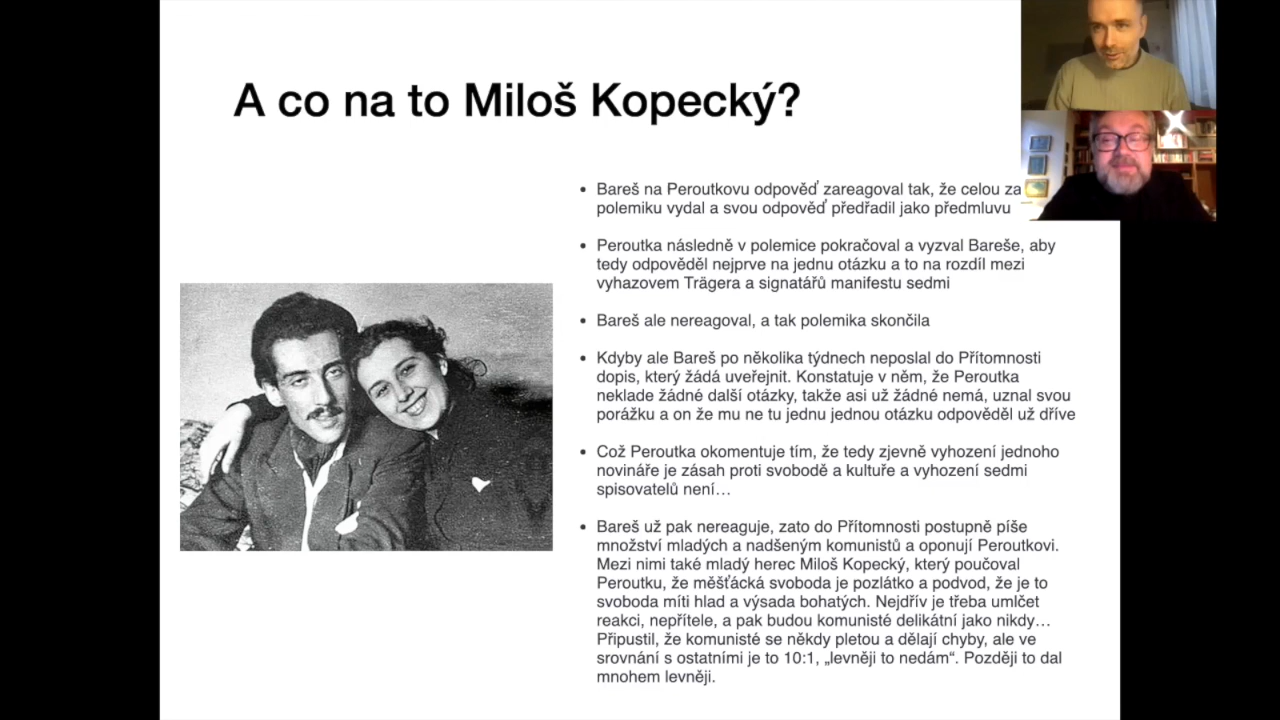 A co na to Miloš Kopecký?
Bareš na Peroutkovu odpověď zareagoval tak, že celou za
polemiku vydal a svou odpověď předřadil jako předmluvu
Peroutka následně v polemice pokračoval a vyzval Bareše, aby
tedy odpověděl nejprve na jednu otázku a to na rozdíl mezi
vyhazovem Trägera a signatářů manifestu sedmi
Bareš ale nereagoval, a tak polemika skončila
Kdyby ale Bareš po několika týdnech neposlal do Přítomnosti
dopis, který žádá uveřejnit. Konstatuje v něm, že Peroutka
neklade žádné další otázky, takže asi už žádné nemá, uznal svou
porážku a on že mu ne tu jednu jednou otázku odpověděl už dříve
Což Peroutka okomentuje tím, že tedy zjevně vyhození jednoho
novináře je zásah proti svobodě a kultuře a vyhození sedmi
spisovatelů není…
Bareš už pak nereaguje, zato do Přítomnosti postupně píše
množství mladých a nadšeným komunistů a oponují Peroutkovi.
Mezi nimi také mladý herec Miloš Kopecký, který poučoval
Peroutku, že měšťácká svoboda je pozlátko a podvod, že je to
svoboda míti hlad a výsada bohatých. Nejdřív je třeba umlčet
reakci, nepřítele, a pak budou komunisté delikátní jako nikdy…
Připustil, že komunisté se někdy pletou a dělají chyby, ale ve
srovnání s ostatními je to 10:1, „levněji to nedám“. Později to dal
mnohem levněji.